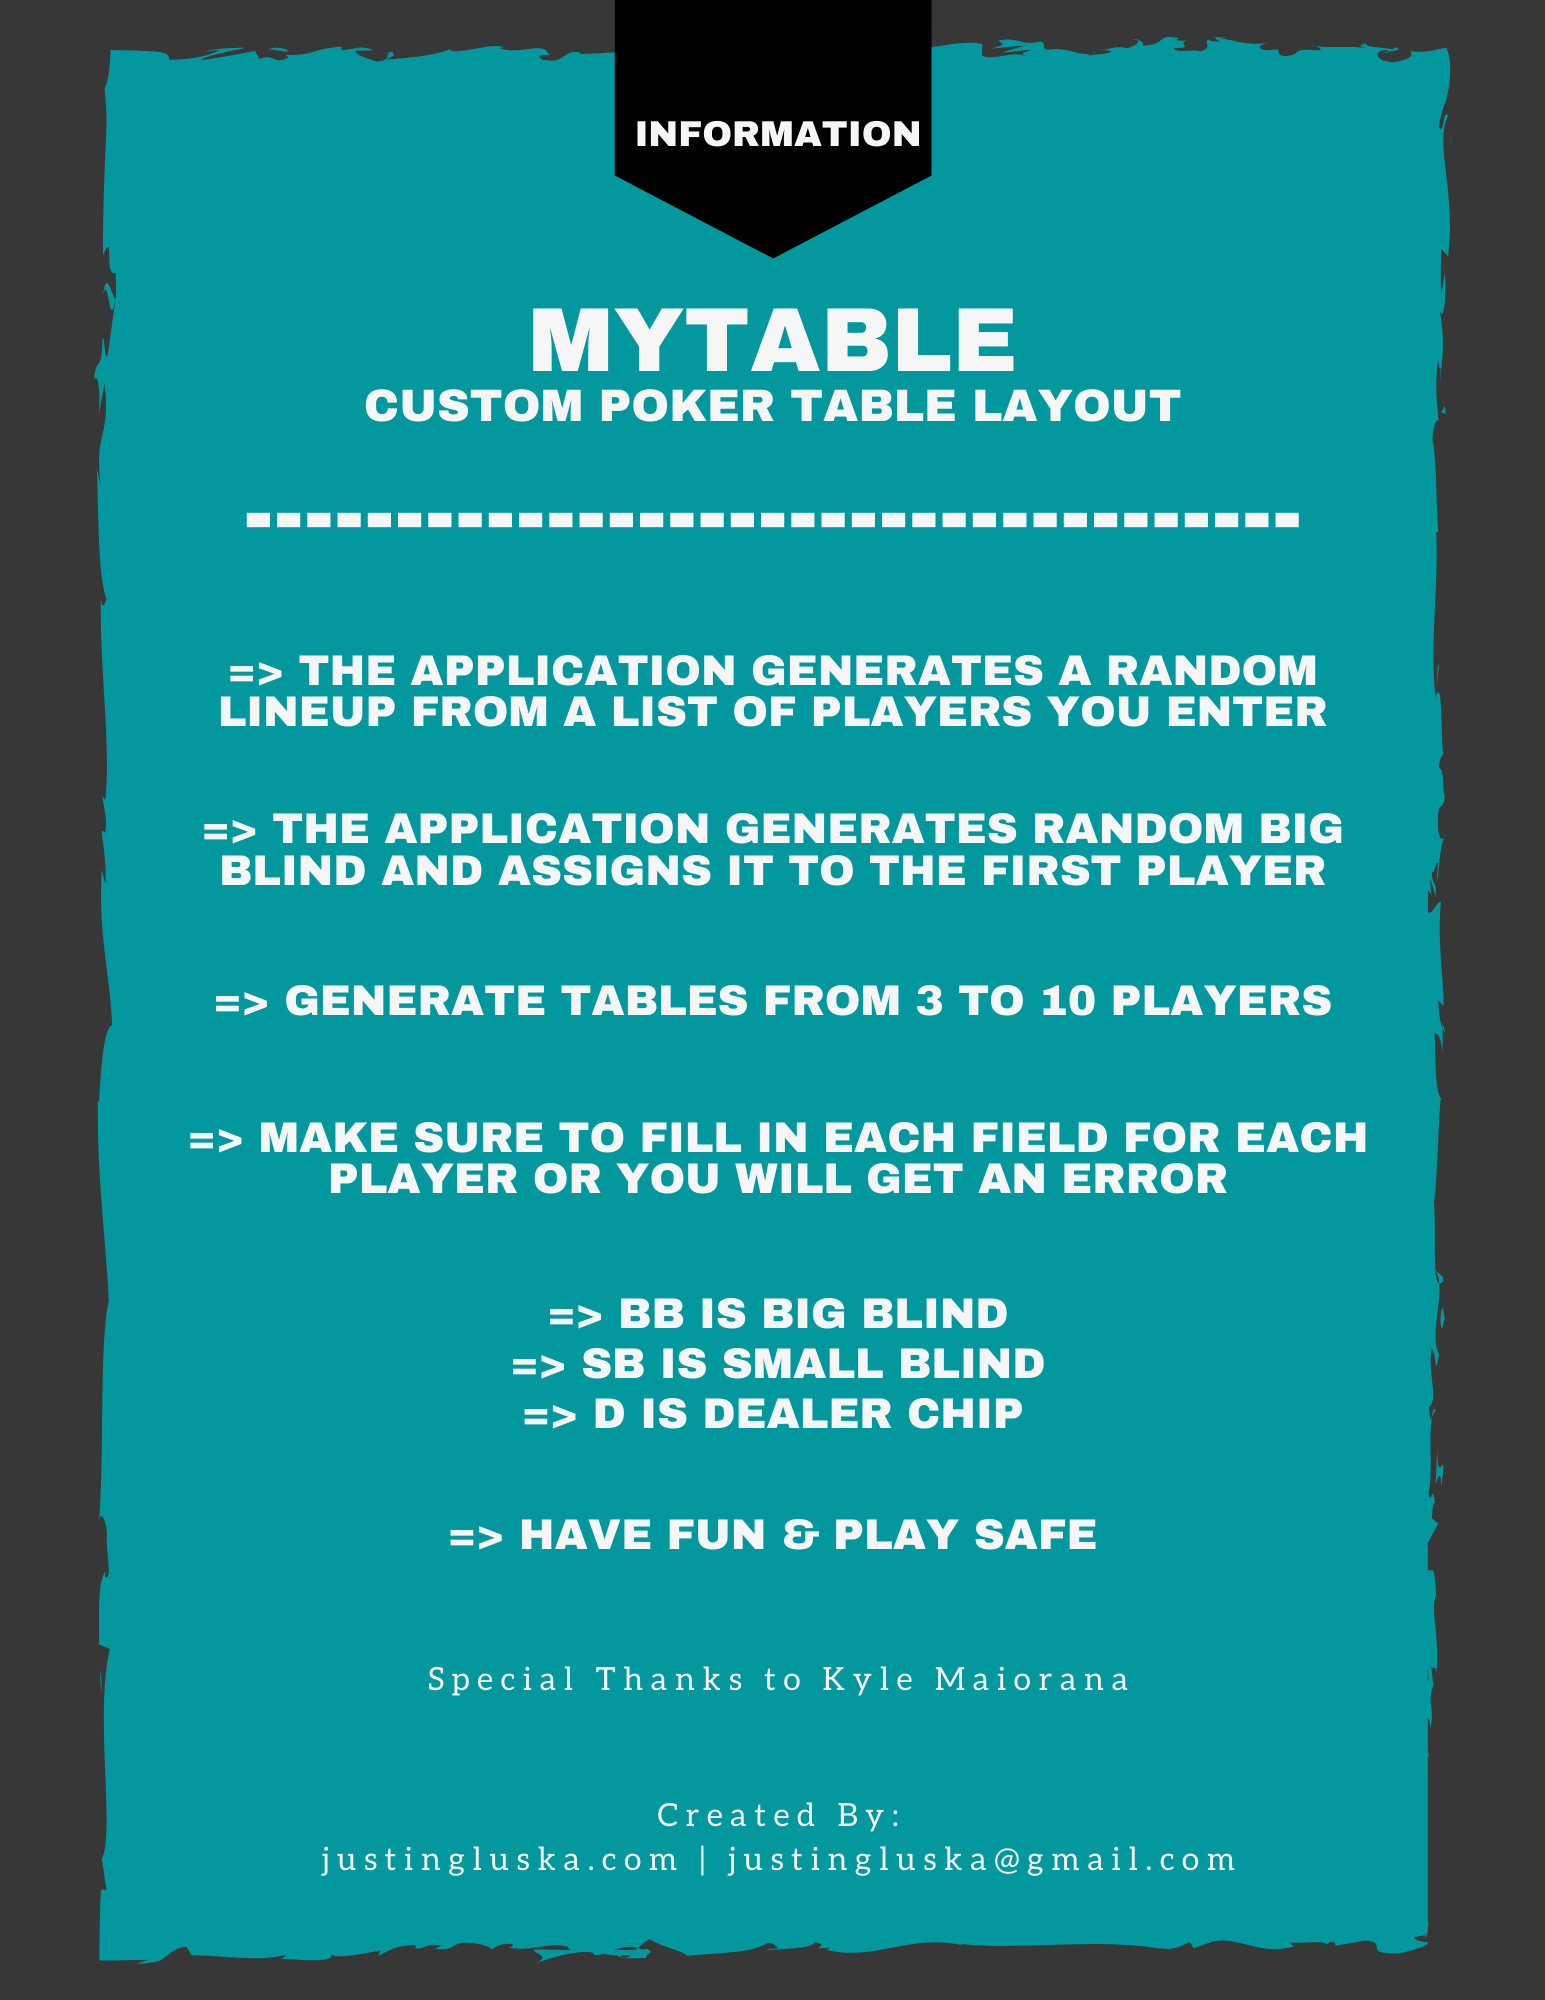 INFORMATION
MYTABLE
CUSTOM POKER TABLE LAYOUT
-----------------------------------
=> THE APPLICATION GENERATES A RANDOM
LINEUP FROM A LIST OF PLAYERS YOU ENTER
=> THE APPLICATION GENERATES RANDOM BIG
BLIND AND ASSIGNS IT TO THE FIRST PLAYER
=> GENERATE TABLES FROM 3 TO 10 PLAYERS
=> MAKE SURE TO FILL IN EACH FIELD FOR EACH
PLAYER OR YOU WILL GET AN ERROR
=> BB IS BIG BLIND
=> SB IS SMALL BLIND
=> D IS DEALER CHIP
=> HAVE FUN & PLAY SAFE
Special Thanks to Kyle Maiorana
Created By:
justingluska.com | justingluska@gmail.com